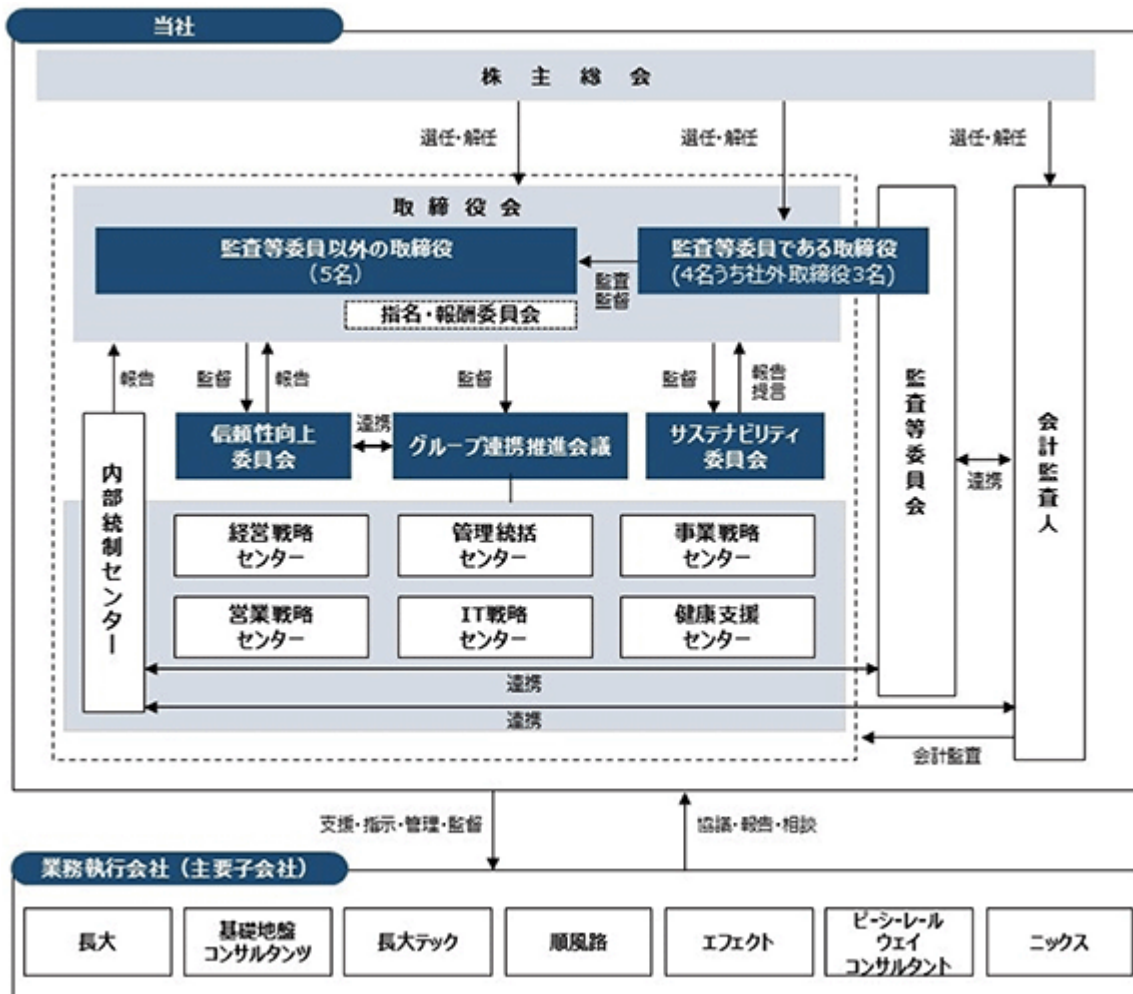 当社
株主総会
選任・解任
選任・解任
選任・解任
取締役会
監査等委員以外の取締役
（5名）
監査等委員である取締役
(4名うち社外取締役3名)
監査
監督
指名・報酬委員会
報告
監督
報告
監督
監督
報告
提言
信頼性向上
委員会
連携
グループ連携推進会議
サステナビリティ
委員会
監査等委員会
連携
会計監査人
内部統制センター
経営戦略
センター
管理統括
センター
事業戦略
センター
営業戦略
センター
IT戦略
センター
健康支援
センター
連携
連携
会計監査
支援・指示・管理・監督
協議・報告・相談
業務執行会社（主要子会社）
長大
基礎地盤
コンサルタンツ
長大テック
順風路
エフェクト
ピーシーレール
ウェイ
コンサルタント
ニックス